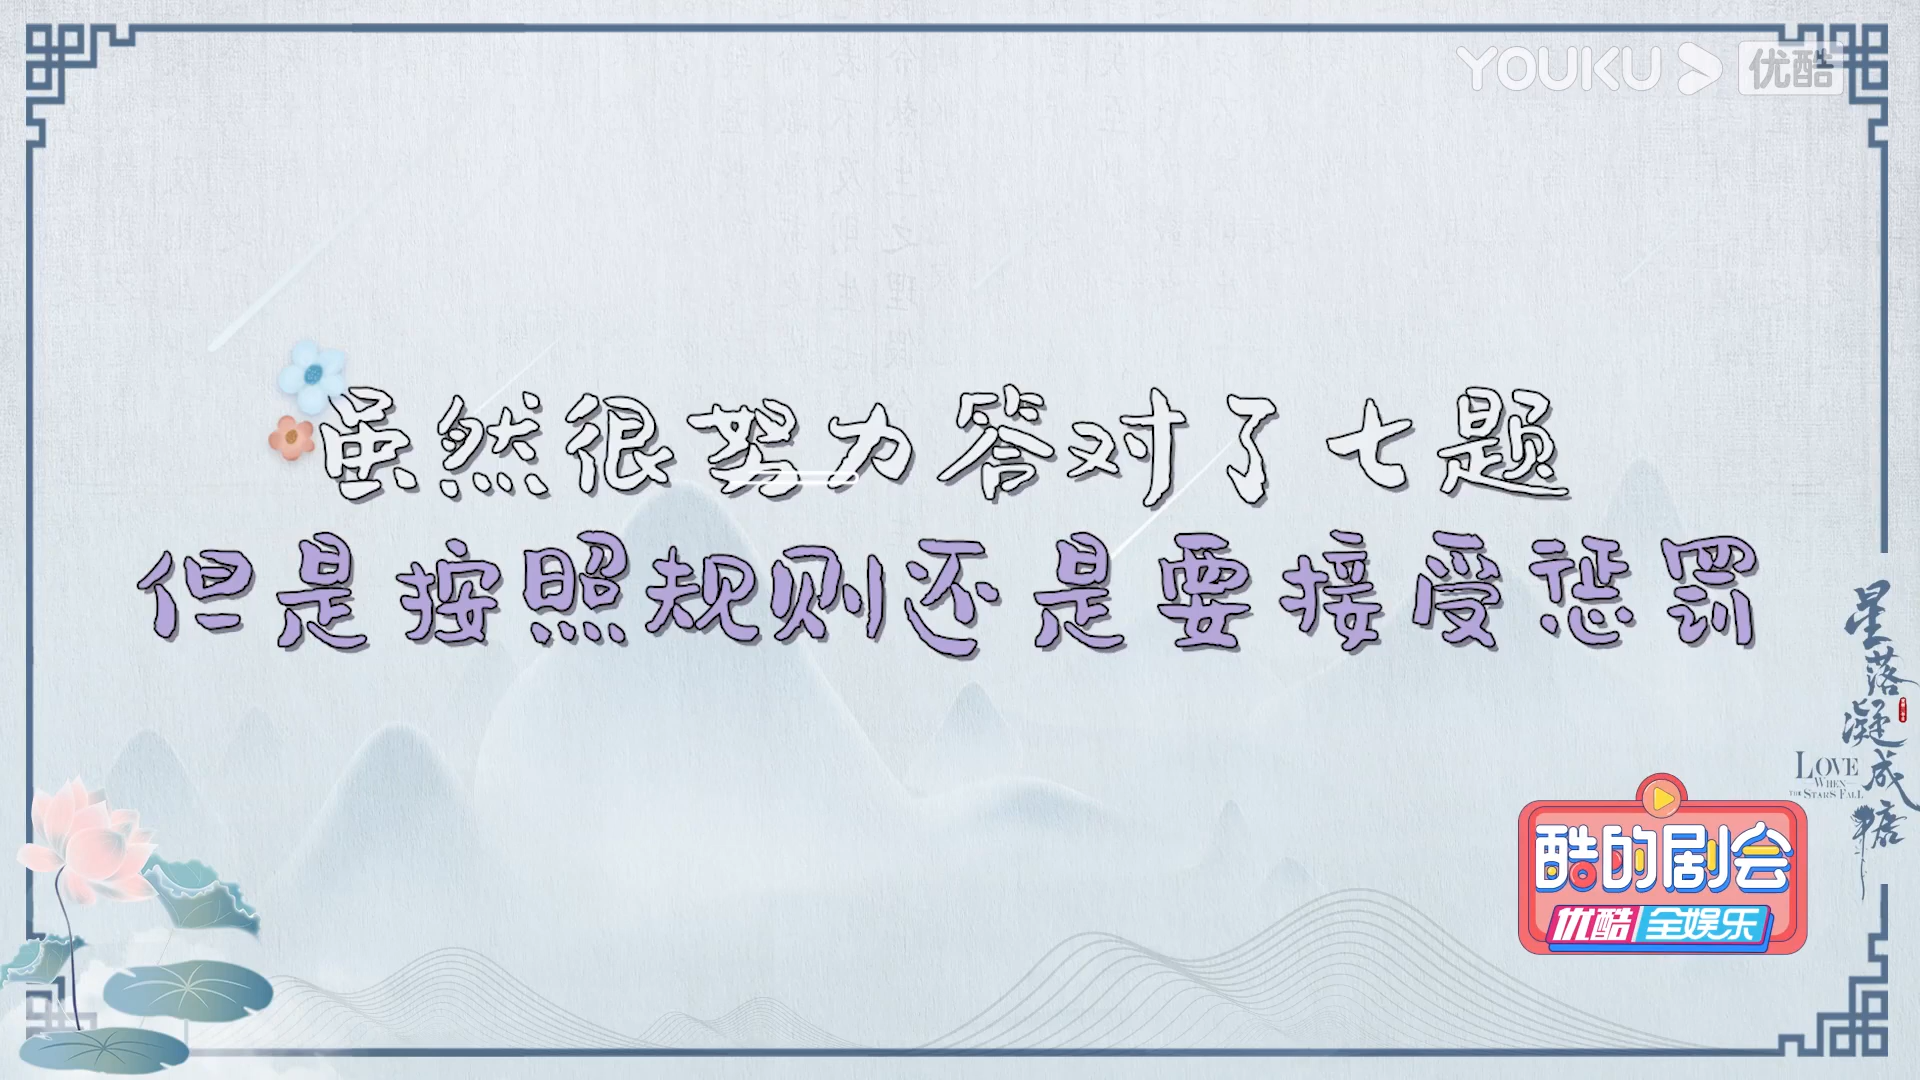 YOUKU 优酷
虽然很努力答对了七题
但是按照规则还是要接受惩罚
星落凝成糖
LOVE
WHEN
THE STARS FALL
酷的剧会
优酷|全娱乐